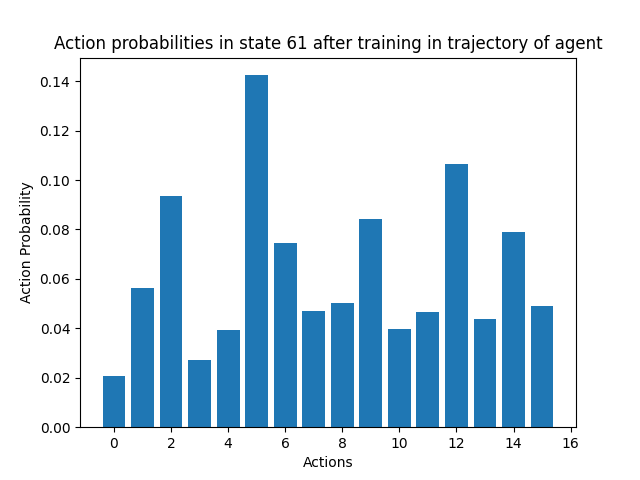 Action probabilities in state 61 after training in trajectory of agent
0.14
0.12
0.10
0.08
0.06
0.04
0.02
0.00
Action Probability
0 2 4 6 8 10 12 14 16
Actions